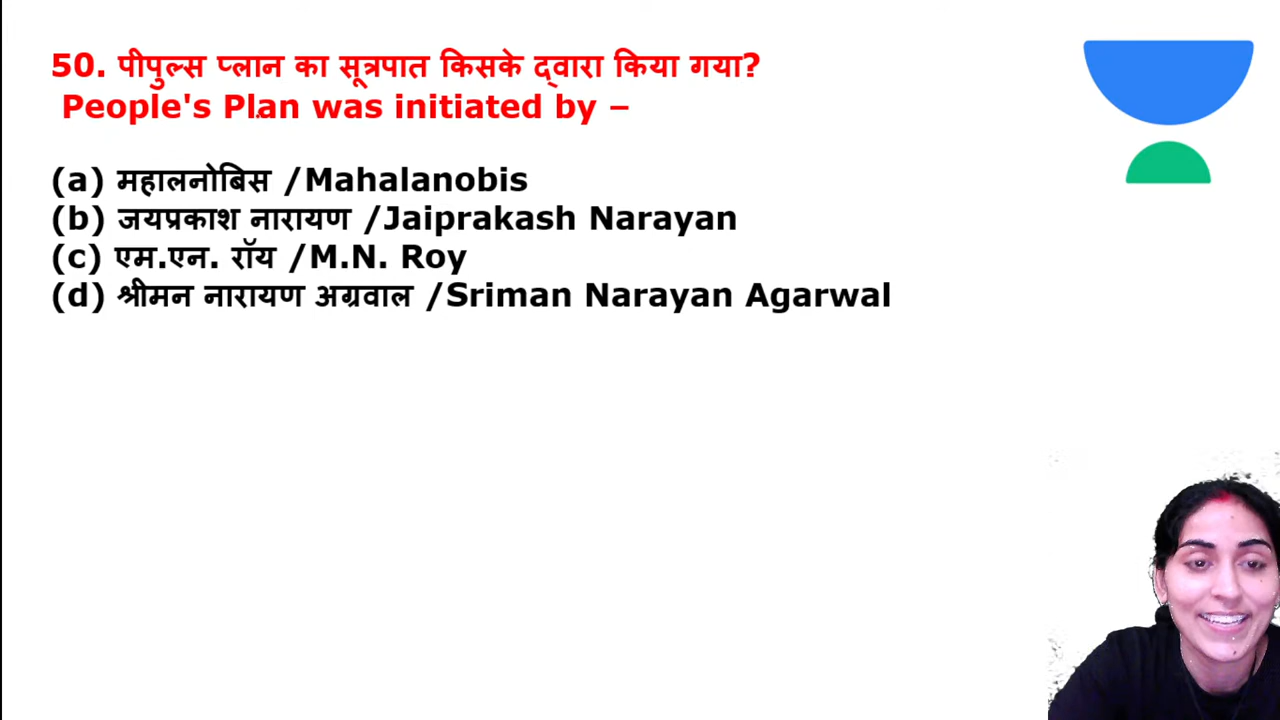 50. पीपुल्स प्लान का सूत्रपात किसके द्वारा किया गया?
People's Plan was initiated by –
(a) महालनोबिस /Mahalanobis
(b) जयप्रकाश नारायण /Jaiprakash Narayan
(c) एम.एन. रॉय /M.N. Roy
(d) श्रीमन नारायण अग्रवाल /Sriman Narayan Agarwal